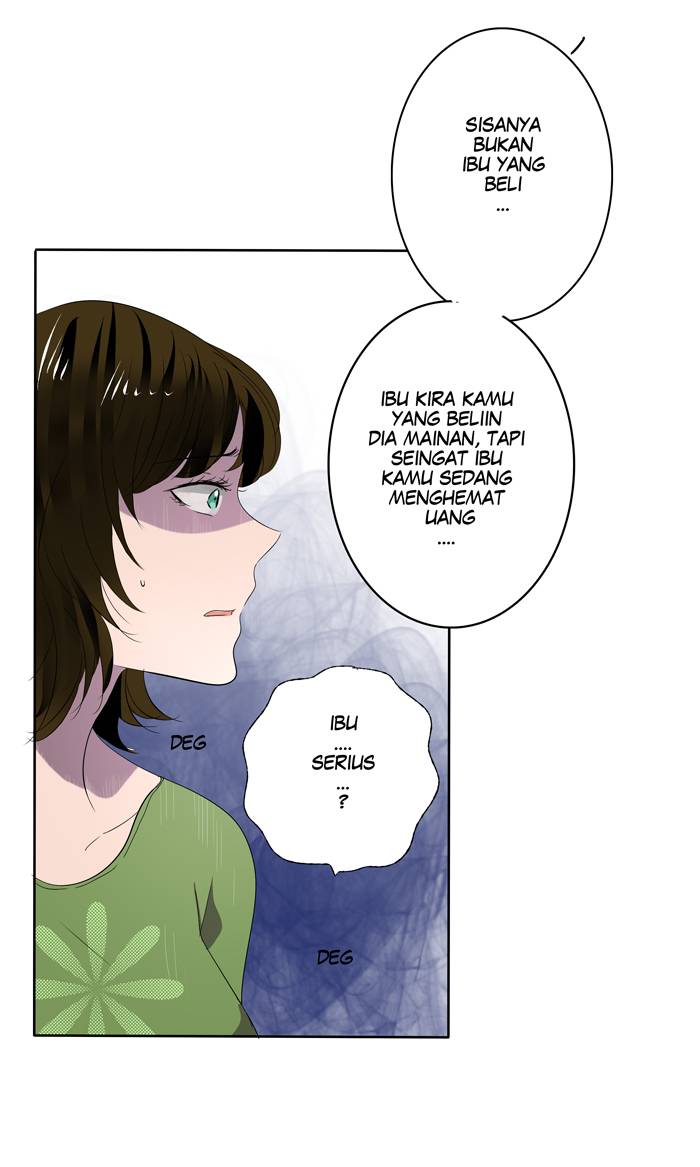 SISANYA
BUKAN
IBU YANG
BELI
...
IBU KIRA KAMU
YANG BELIIN
DIA MAINAN, TAPI
SEINGAT IBU
KAMU SEDANG
MENGHEMAT
UANG
....
IBU
....
SERIUS
...
?
DEG
DEG